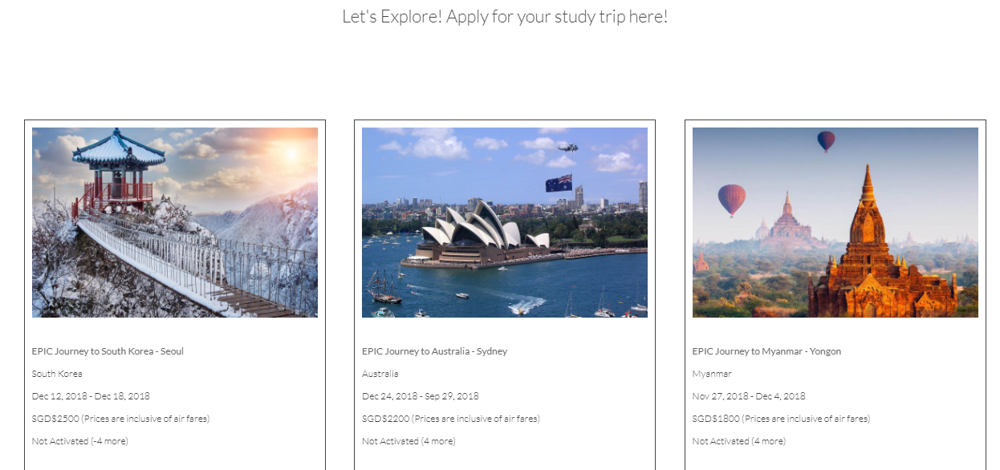 Let's Explore! Apply for your study trip here!
EPIC Journey to South Korea - Seoul
South Korea
Dec 12, 2018 - Dec 18, 2018
SGD$2500 (Prices are inclusive of air fares)
Not Activated (-4 more)
EPIC Journey to Australia - Sydney
Australia
Dec 24, 2018 - Sep 29, 2018
SGD$2200 (Prices are inclusive of air fares)
Not Activated (4 more)
EPIC Journey to Myanmar - Yongon
Myanmar
Nov 27, 2018 - Dec 4, 2018
SGD$1800 (Prices are inclusive of air fares)
Not Activated (4 more)